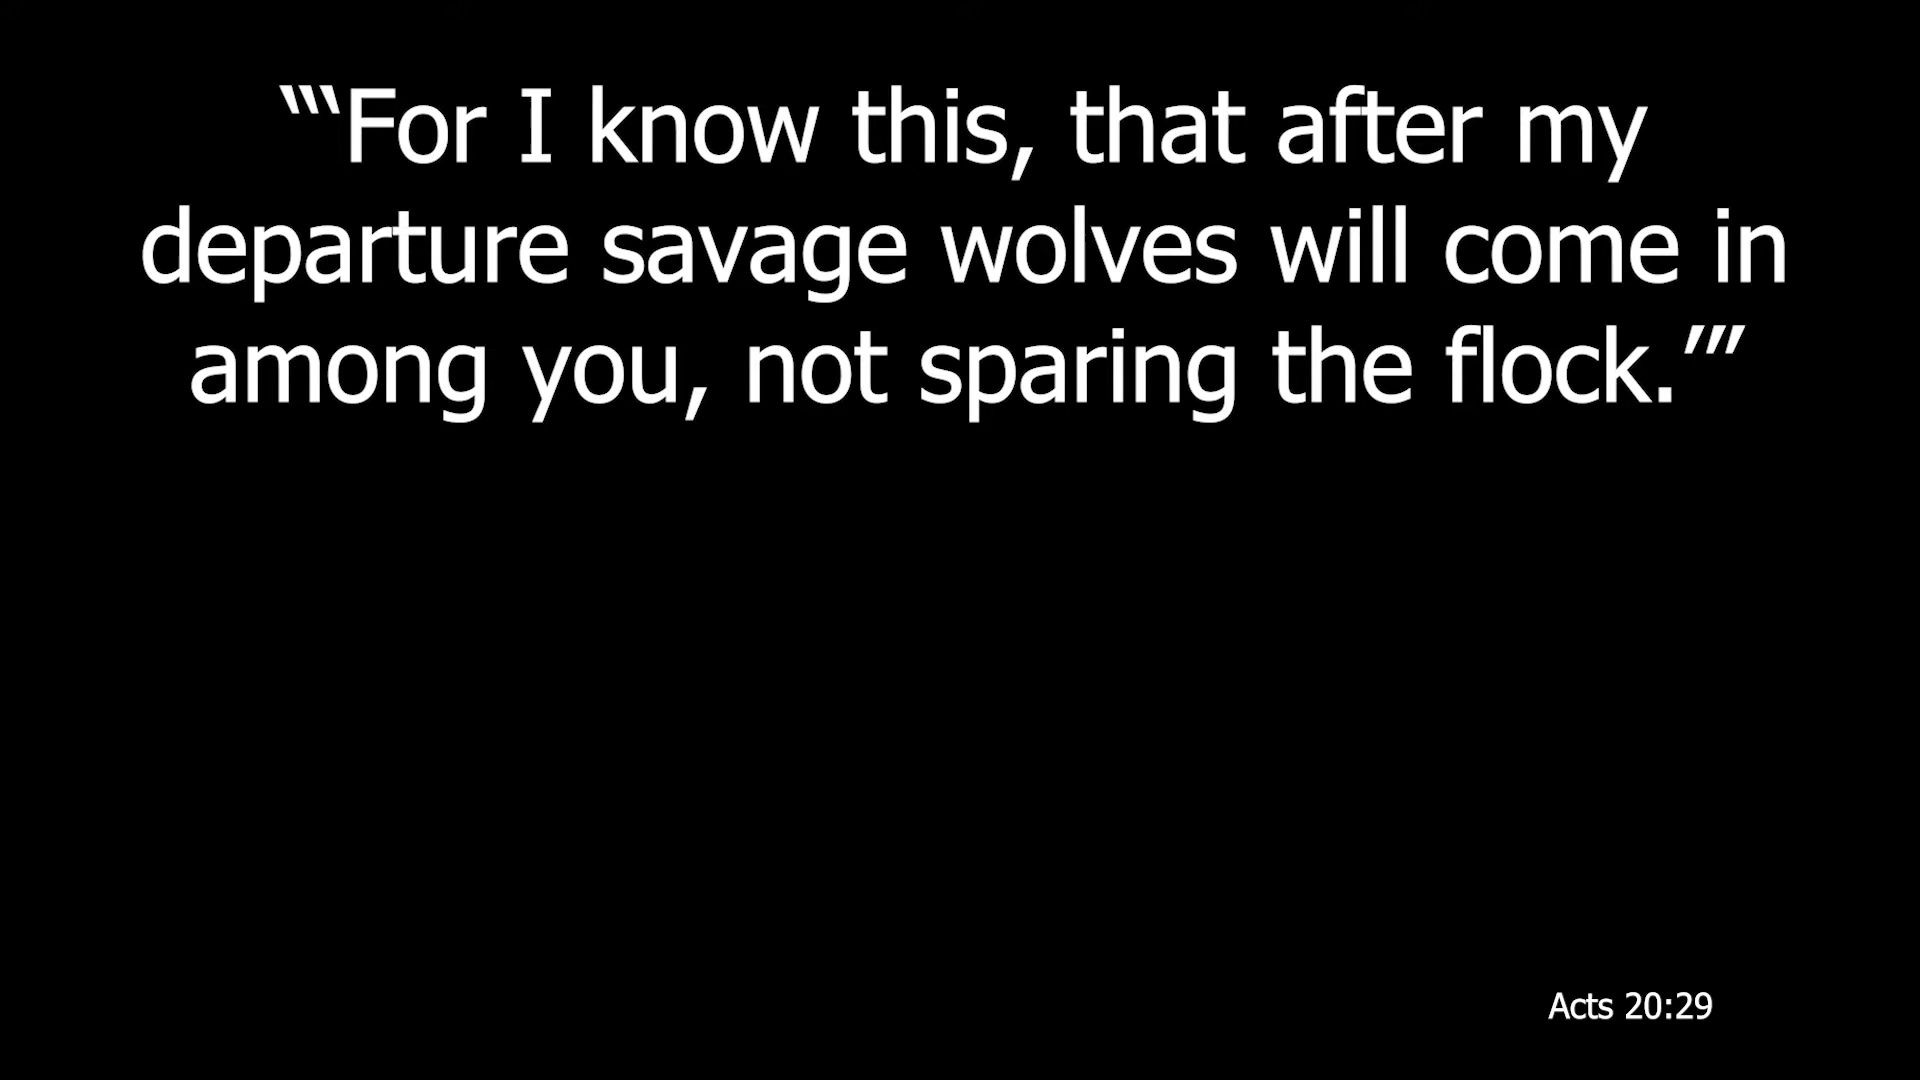 “‘For I know this, that after my
departure savage wolves will come in
among you, not sparing the flock.’”
Acts 20:29